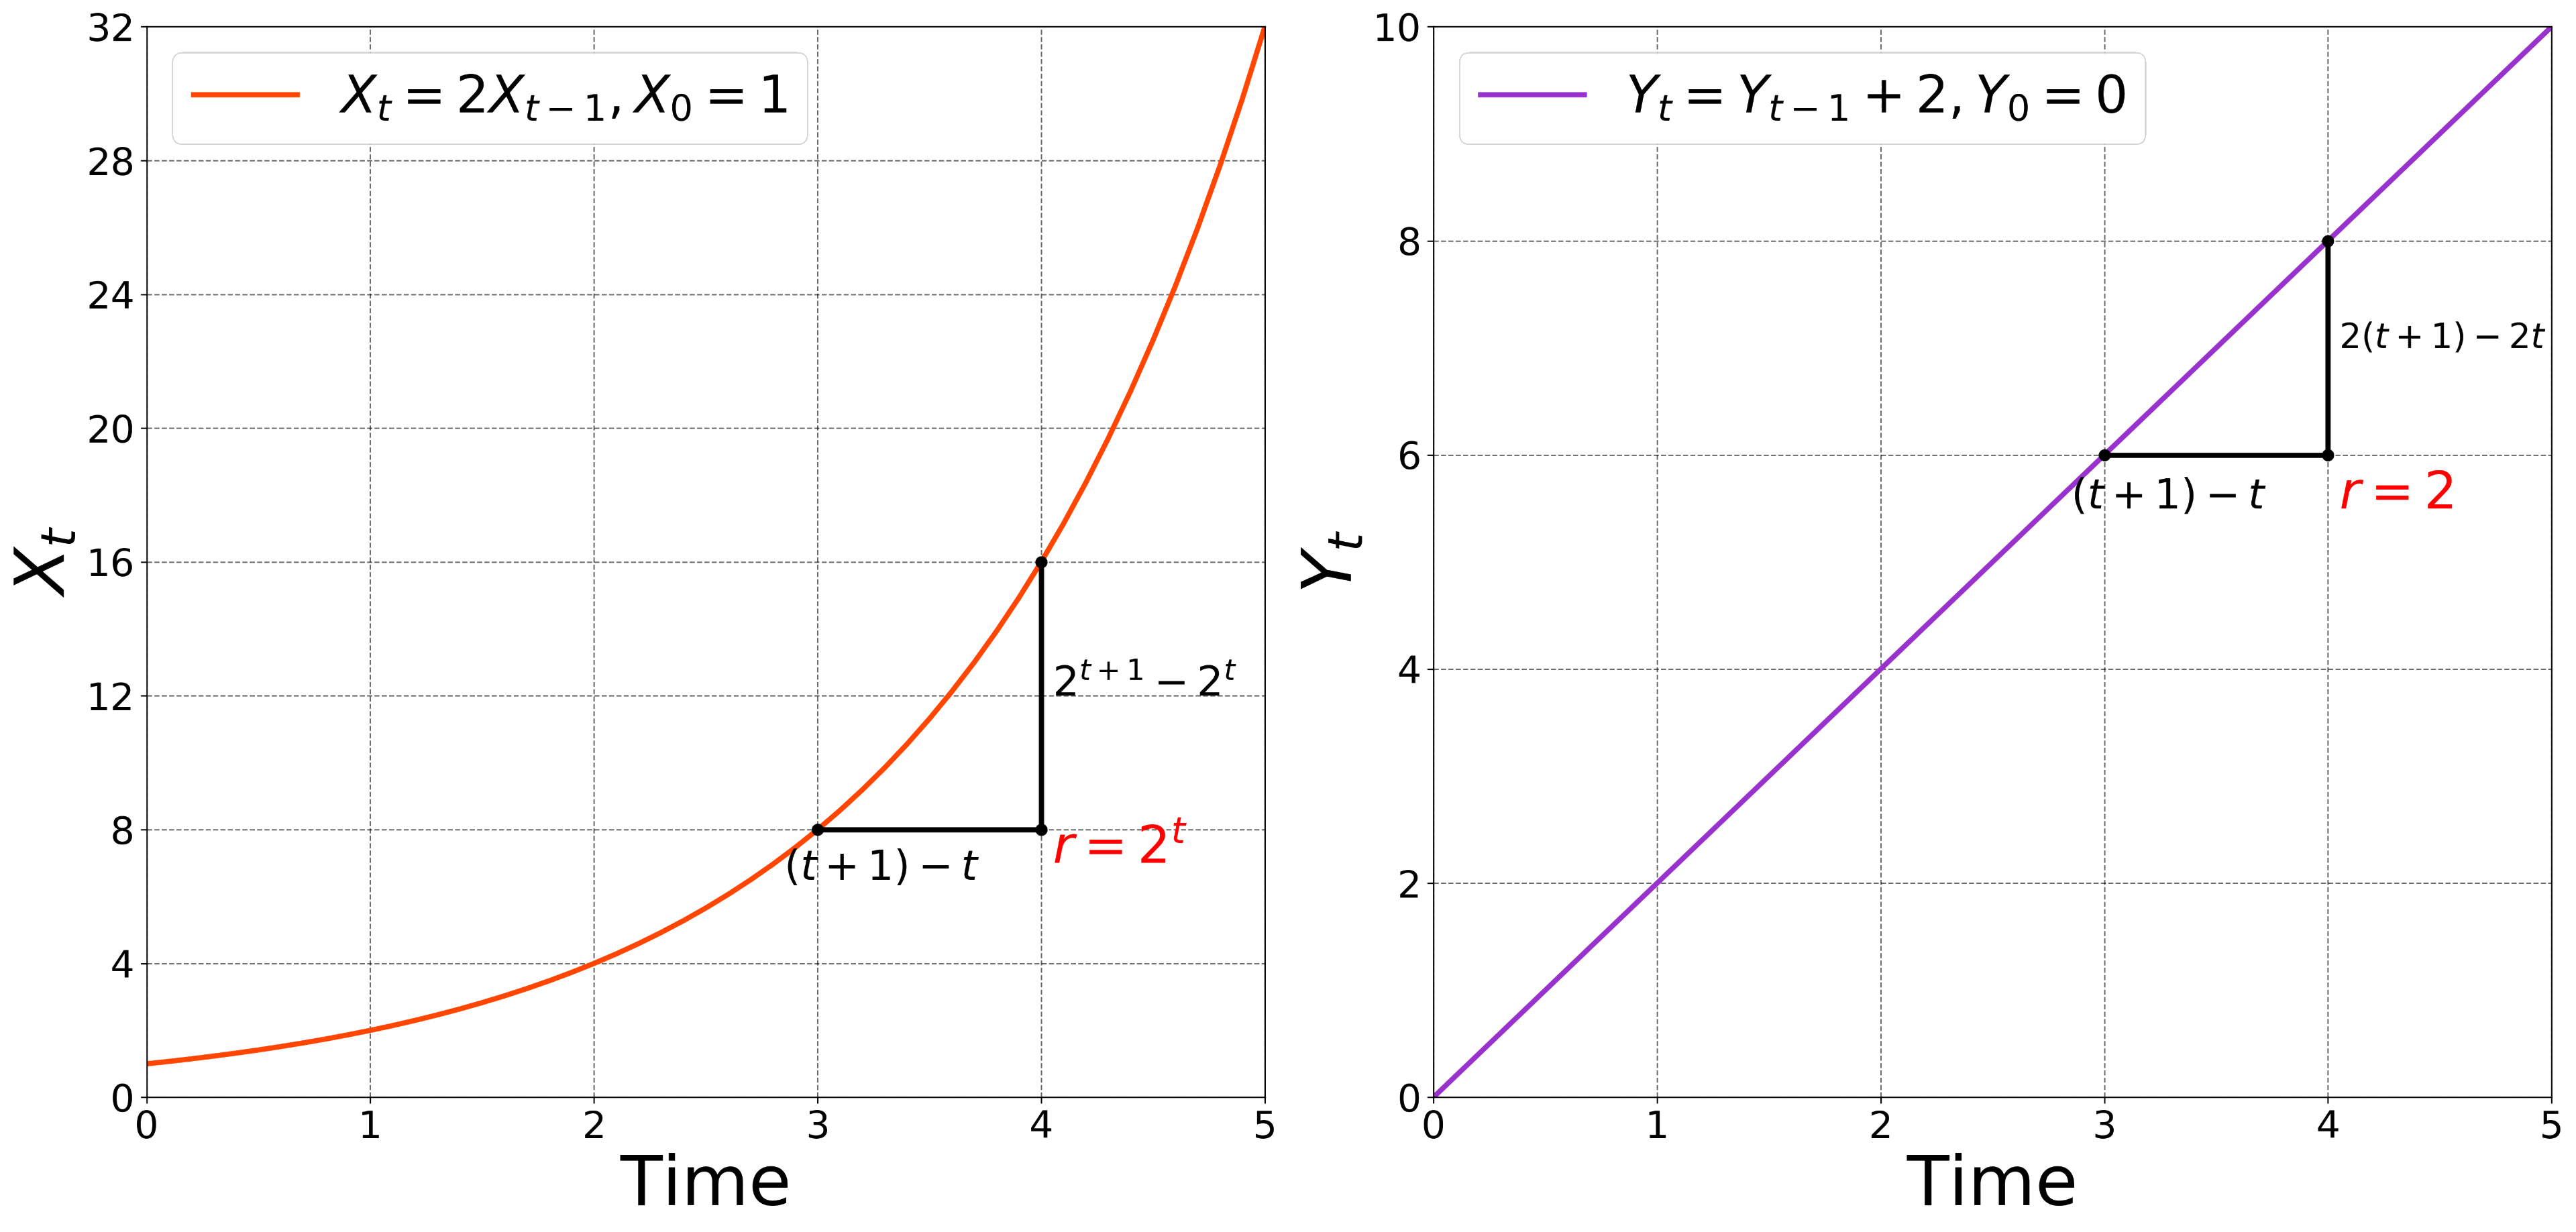 32
28
24
20
16
12
8
4
0
X_t
X_t = 2X_{t-1}, X_0 = 1
2^{t+1} − 2^t
(t + 1) − t
r = 2^t
0 1 2 3 4 5
Time
10
8
6
4
2
0
Y_t
Y_t = Y_{t-1} + 2, Y_0 = 0
2(t + 1) − 2t
(t + 1) − t
r = 2
0 1 2 3 4 5
Time